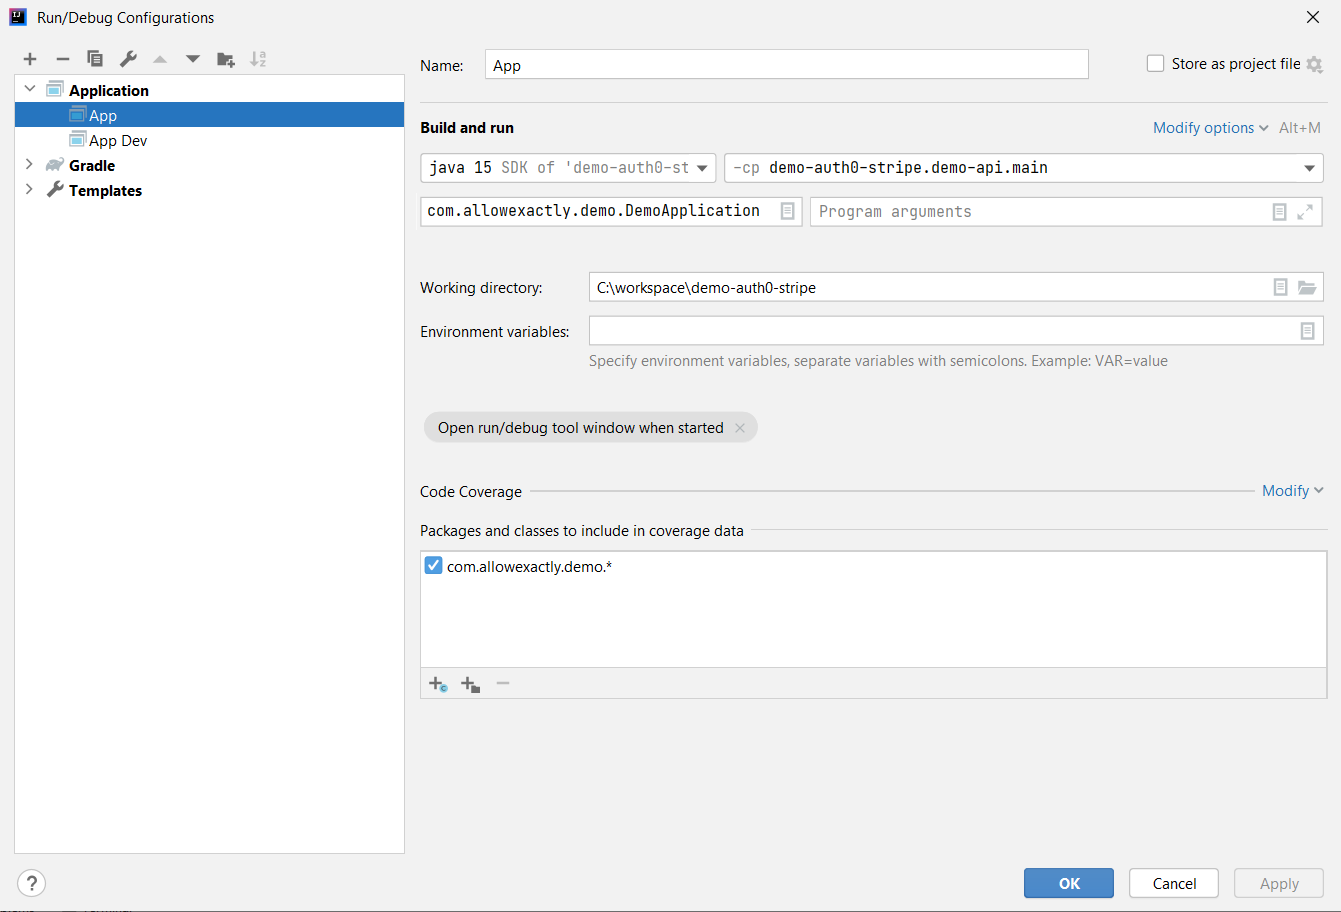 Run/Debug Configurations
Name: App
Store as project file
Application
App
App Dev
Gradle
Templates
Build and run
Modify options Alt+M
java 15 SDK of 'demo-auth0-st
-cp demo-auth0-stripe.demo-api.main
com.allowexactly.demo.DemoApplication
Program arguments
Working directory: C:\workspace\demo-auth0-stripe
Environment variables:
Specify environment variables, separate variables with semicolons. Example: VAR=value
Open run/debug tool window when started
Code Coverage
Modify
Packages and classes to include in coverage data
com.allowexactly.demo.*
?
OK
Cancel
Apply